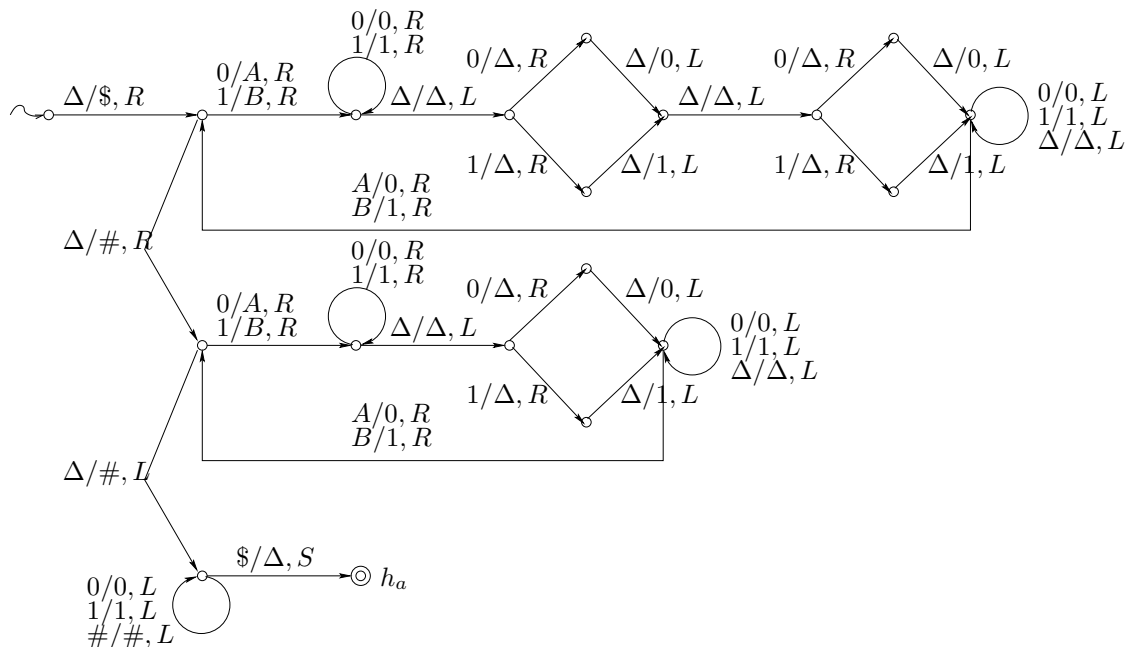 0/0, R
1/1, R
0/A, R
1/B, R
Δ/$, R
Δ/Δ, L
0/Δ, R
Δ/0, L
Δ/Δ, L
0/Δ, R
Δ/0, L
0/0, L
1/1, L
Δ/Δ, L
1/Δ, R
Δ/1, L
1/Δ, R
Δ/1, L
A/0, R
B/1, R
Δ/#, R
0/0, R
1/1, R
0/A, R
1/B, R
Δ/Δ, L
0/Δ, R
Δ/0, L
0/0, L
1/1, L
Δ/Δ, L
1/Δ, R
Δ/1, L
A/0, R
B/1, R
Δ/#, L
$/Δ, S
hₐ
0/0, L
1/1, L
#/#, L